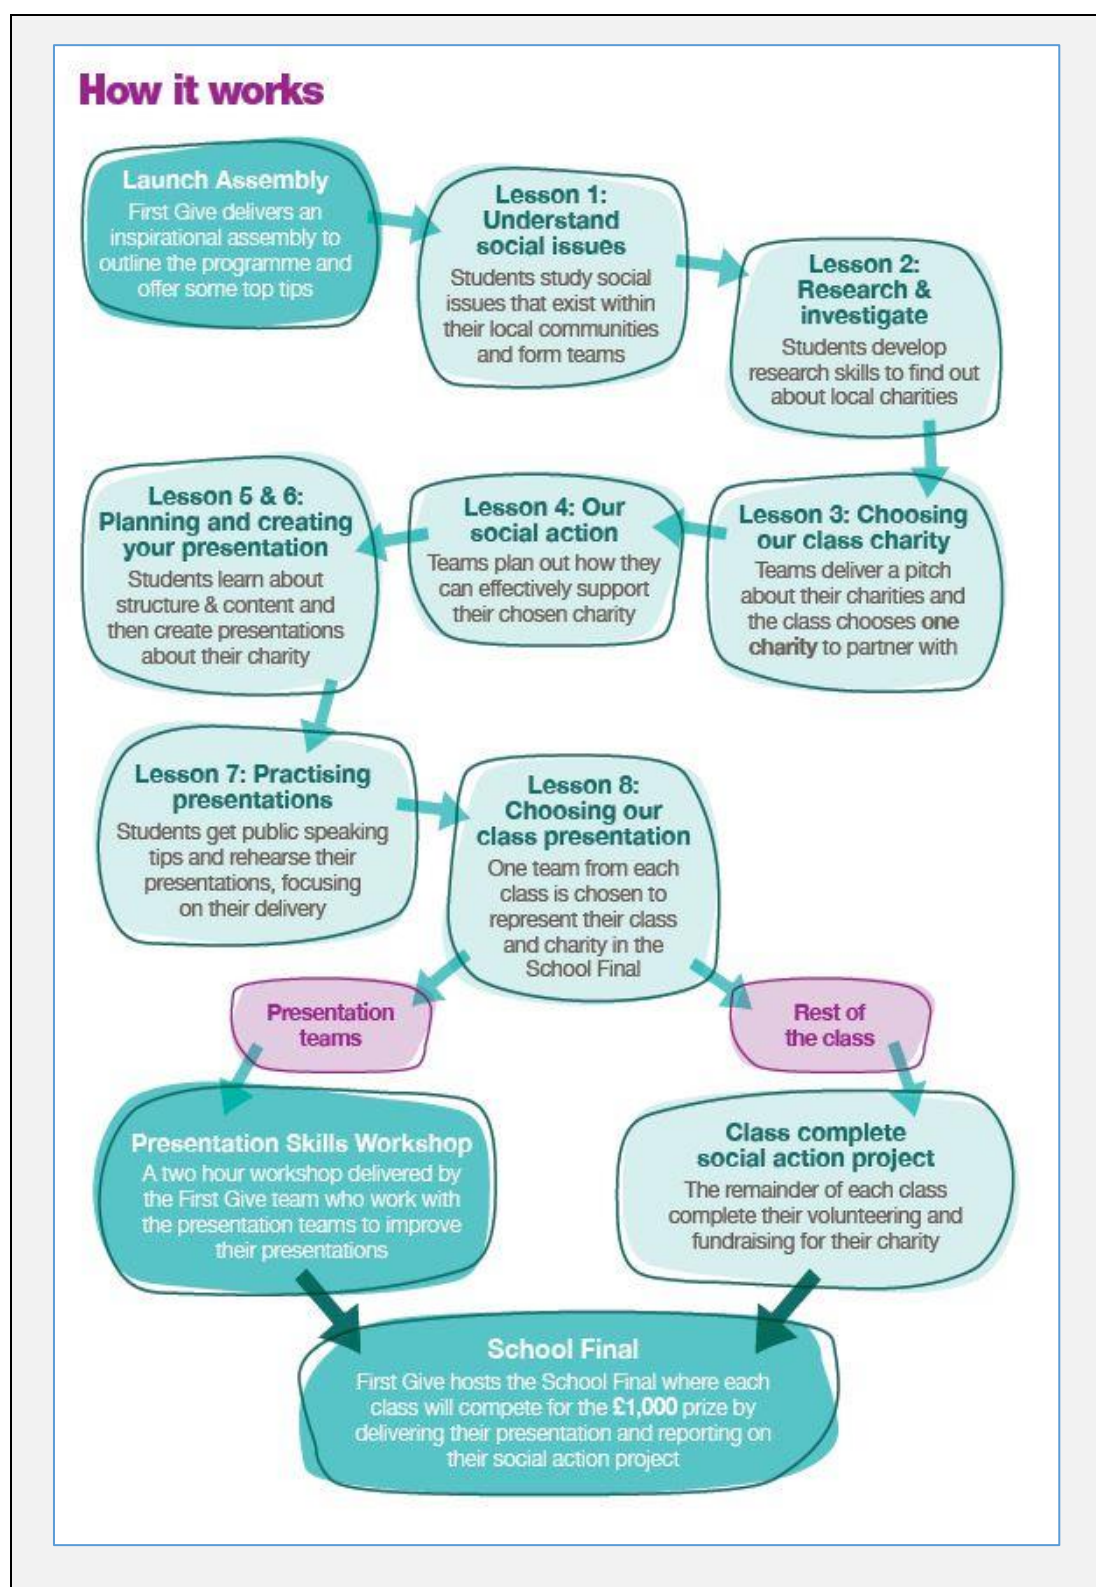 How it works
Launch Assembly
First Give delivers an
inspirational assembly to
outline the programme and
offer some top tips
Lesson 1:
Understand
social issues
Students study social
issues that exist within
their local communities
and form teams
Lesson 2:
Research &
investigate
Students develop
research skills to find out
about local charities
Lesson 3: Choosing
our class charity
Teams deliver a pitch
about their charities and
the class chooses one
charity to partner with
Lesson 4: Our
social action
Teams plan out how they
can effectively support
their chosen charity
Lesson 5 & 6:
Planning and creating
your presentation
Students learn about
structure & content and
then create presentations
about their charity
Lesson 7: Practising
presentations
Students get public speaking
tips and rehearse their
presentations, focusing
on their delivery
Lesson 8:
Choosing our
class presentation
One team from each
class is chosen to
represent their class
and charity in the
School Final
Presentation
teams
Rest of
the class
Presentation Skills Workshop
A two hour workshop delivered by
the First Give team who work with
the presentation teams to improve
their presentations
Class complete
social action project
The remainder of each class
complete their volunteering and
fundraising for their charity
School Final
First Give hosts the School Final where each
class will compete for the £1,000 prize by
delivering their presentation and reporting on
their social action project